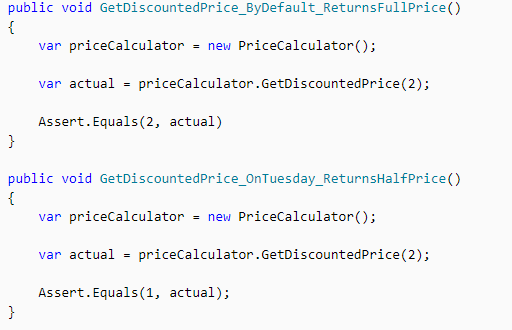 public void GetDiscountedPrice_ByDefault_ReturnsFullPrice()
{
    var priceCalculator = new PriceCalculator();
    var actual = priceCalculator.GetDiscountedPrice(2);
    Assert.Equals(2, actual)
}
public void GetDiscountedPrice_OnTuesday_ReturnsHalfPrice()
{
    var priceCalculator = new PriceCalculator();
    var actual = priceCalculator.GetDiscountedPrice(2);
    Assert.Equals(1, actual);
}